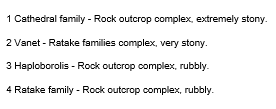 1 Cathedral family - Rock outcrop complex, extremely stony.
2 Vanet - Ratake families complex, very stony.
3 Haploborolis - Rock outcrop complex, rubbly.
4 Ratake family - Rock outcrop complex, rubbly.